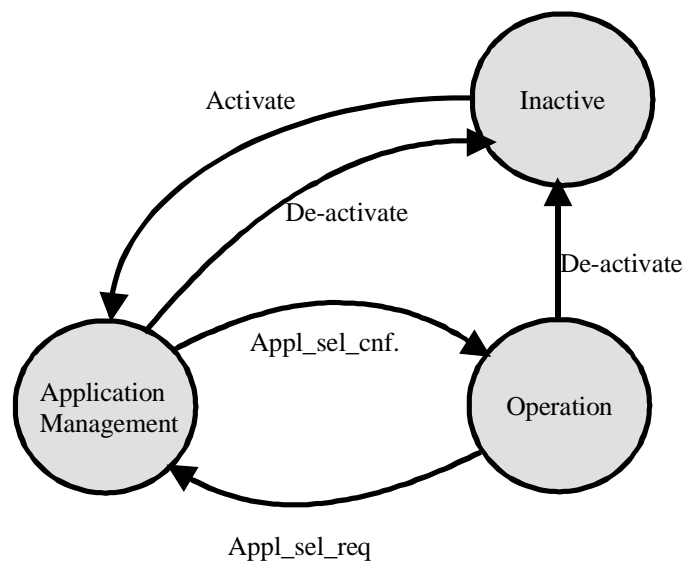 Activate
Inactive
De-activate
De-activate
Appl_sel_cnf.
Application
Management
Operation
Appl_sel_req